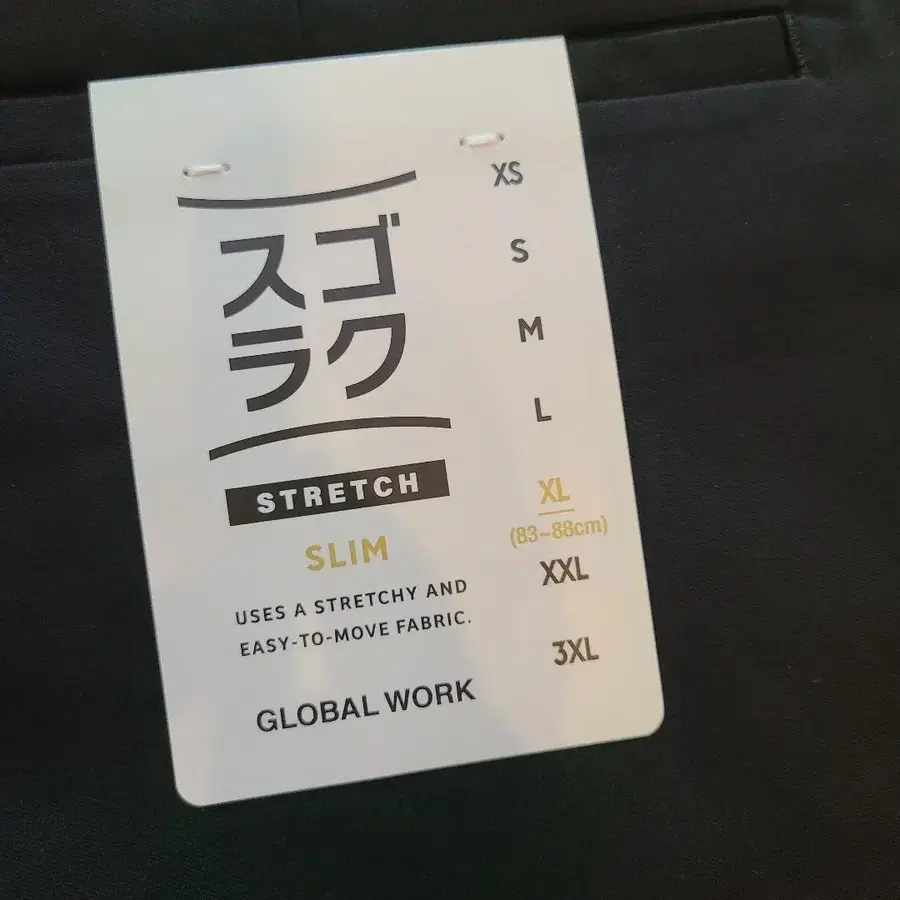 スゴ
ラク
STRETCH
SLIM
USES A STRETCHY AND
EASY-TO-MOVE FABRIC.
GLOBAL WORK
XS
S
M
L
XL
(83~88cm)
XXL
3XL